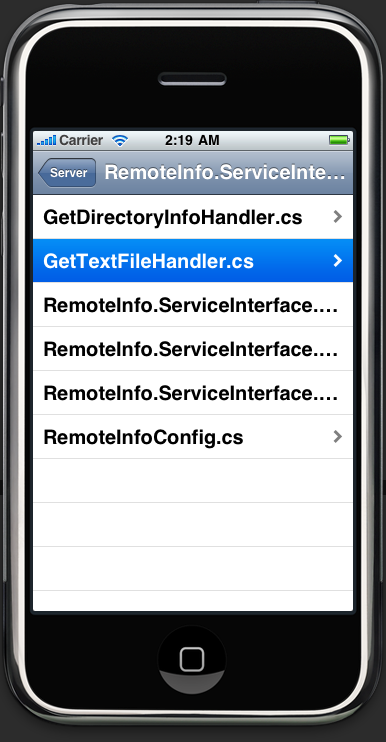 Carrier 2:19 AM
Server RemoteInfo.ServiceInte...
GetDirectoryInfoHandler.cs
GetTextFileHandler.cs
RemoteInfo.ServiceInterface....
RemoteInfo.ServiceInterface....
RemoteInfo.ServiceInterface....
RemoteInfoConfig.cs